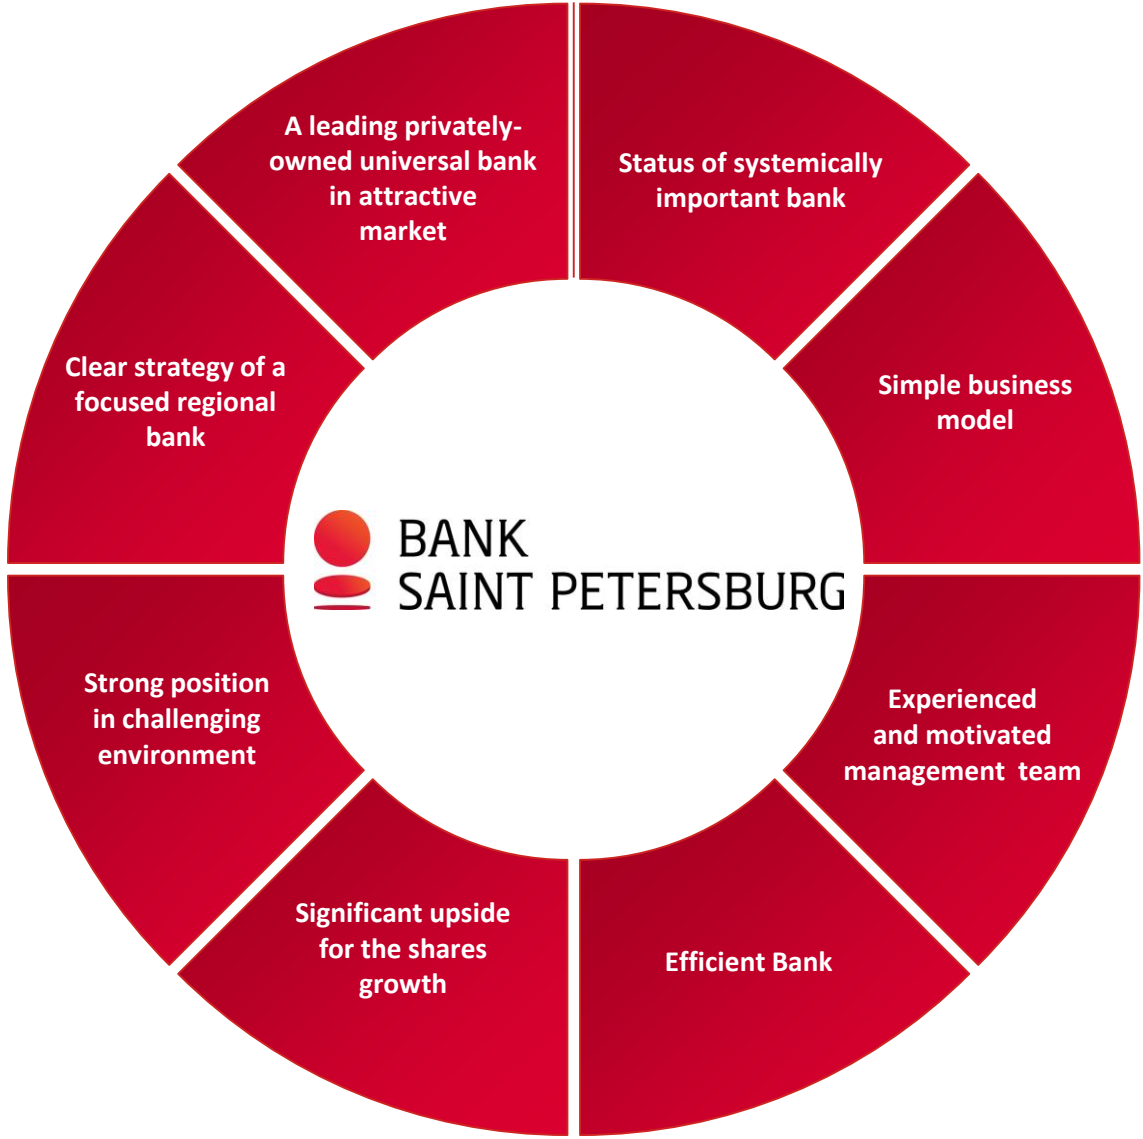 A leading privately-
owned universal bank
in attractive
market
Status of systemically
important bank
Simple business
model
Experienced
and motivated
management team
Efficient Bank
Significant upside
for the shares
growth
Strong position
in challenging
environment
Clear strategy of a
focused regional
bank
BANK
SAINT PETERSBURG